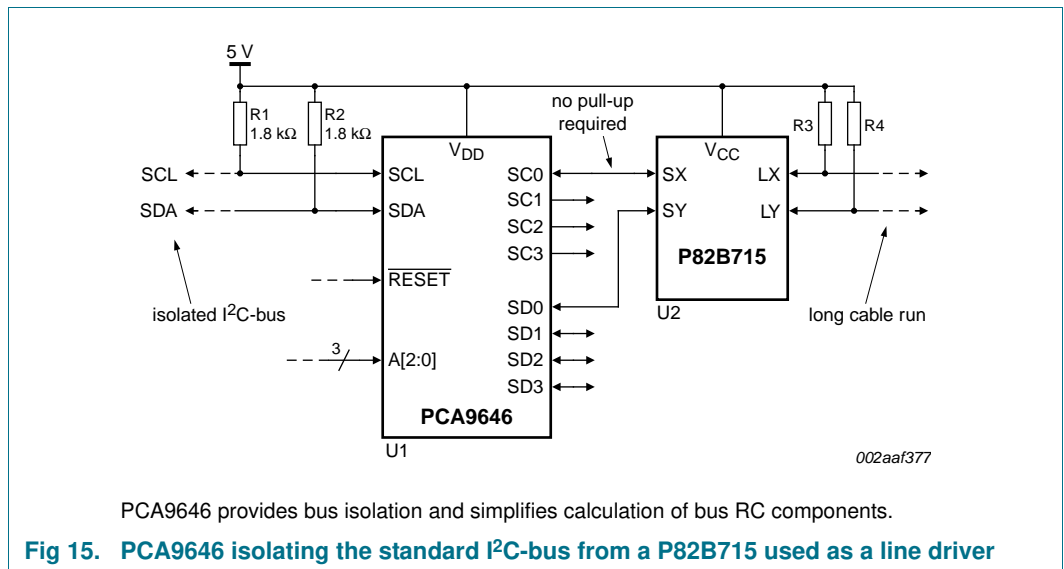 5 V
R1
1.8 kΩ
R2
1.8 kΩ
no pull-up
required
R3
R4
VDD
VCC
SCL
SCL
SC0
SX
LX
SDA
SDA
SC1
SY
LY
SC2
SC3
P82B715
RESET
isolated I2C-bus
SD0
U2
long cable run
SD1
3
A[2:0]
SD2
SD3
PCA9646
U1
002aaf377
PCA9646 provides bus isolation and simplifies calculation of bus RC components.
Fig 15. PCA9646 isolating the standard I2C-bus from a P82B715 used as a line driver